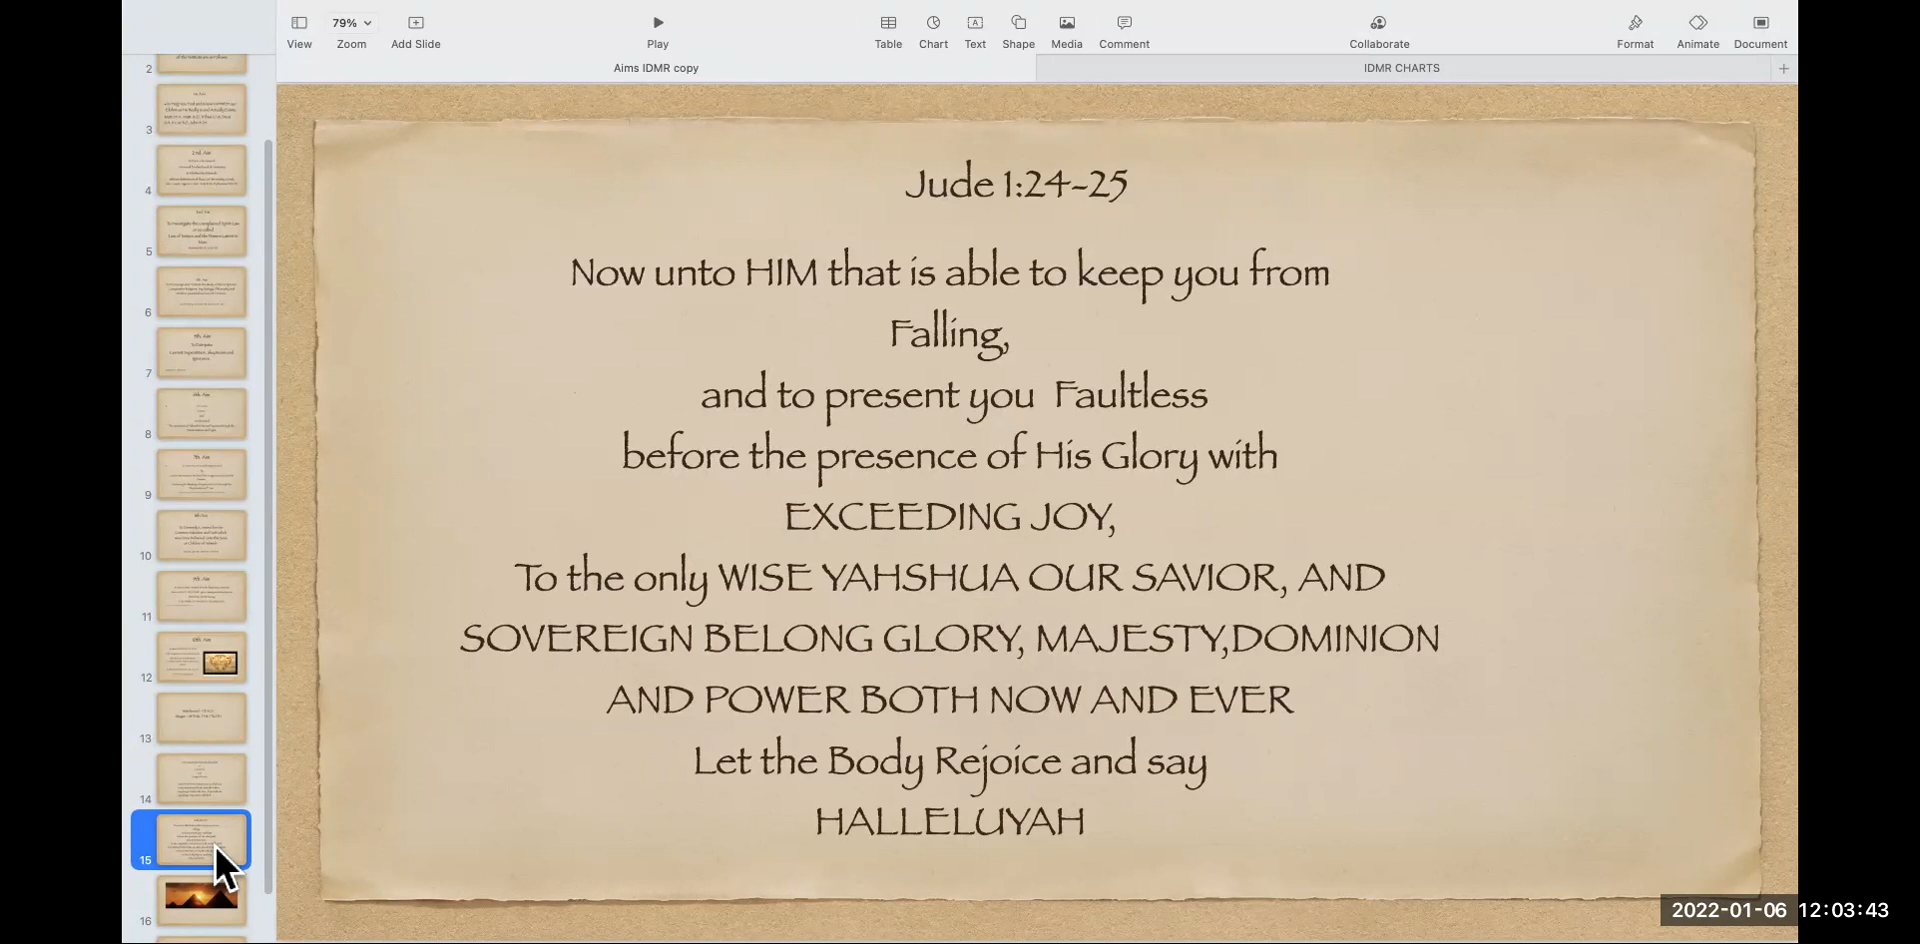 79%
View
Zoom
Add Slide
Play
Table
Chart
Text
Shape
Media
Comment
Collaborate
Format
Animate
Document
Aims IDMR copy
IDMR CHARTS
2
3
4
5
6
7
8
9
10
11
12
13
14
15
16
Jude 1:24-25
Now unto HIM that is able to keep you from
Falling,
and to present you Faultless
before the presence of His Glory with
EXCEEDING JOY,
To the only WISE YAHSHUA OUR SAVIOR, AND
SOVEREIGN BELONG GLORY, MAJESTY,DOMINION
AND POWER BOTH NOW AND EVER
Let the Body Rejoice and say
HALLELUYAH
2022-01-06 12:03:43